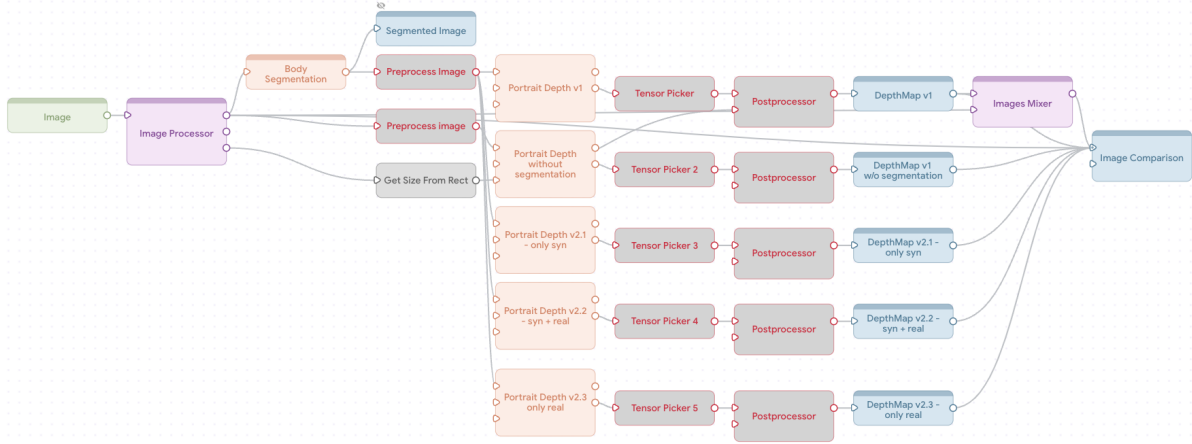 Segmented Image
Body
Segmentation
Preprocess Image
Portrait Depth v1
Tensor Picker
Postprocessor
DepthMap v1
Images Mixer
Image
Image Processor
Preprocess image
Portrait Depth
without
segmentation
Tensor Picker 2
Postprocessor
DepthMap v1
w/o segmentation
Image Comparison
Get Size From Rect
Portrait Depth v2.1
- only syn
Tensor Picker 3
Postprocessor
DepthMap v2.1 -
only syn
Portrait Depth v2.2
- syn + real
Tensor Picker 4
Postprocessor
DepthMap v2.2 -
syn + real
Portrait Depth v2.3
only real
Tensor Picker 5
Postprocessor
DepthMap v2.3 -
only real